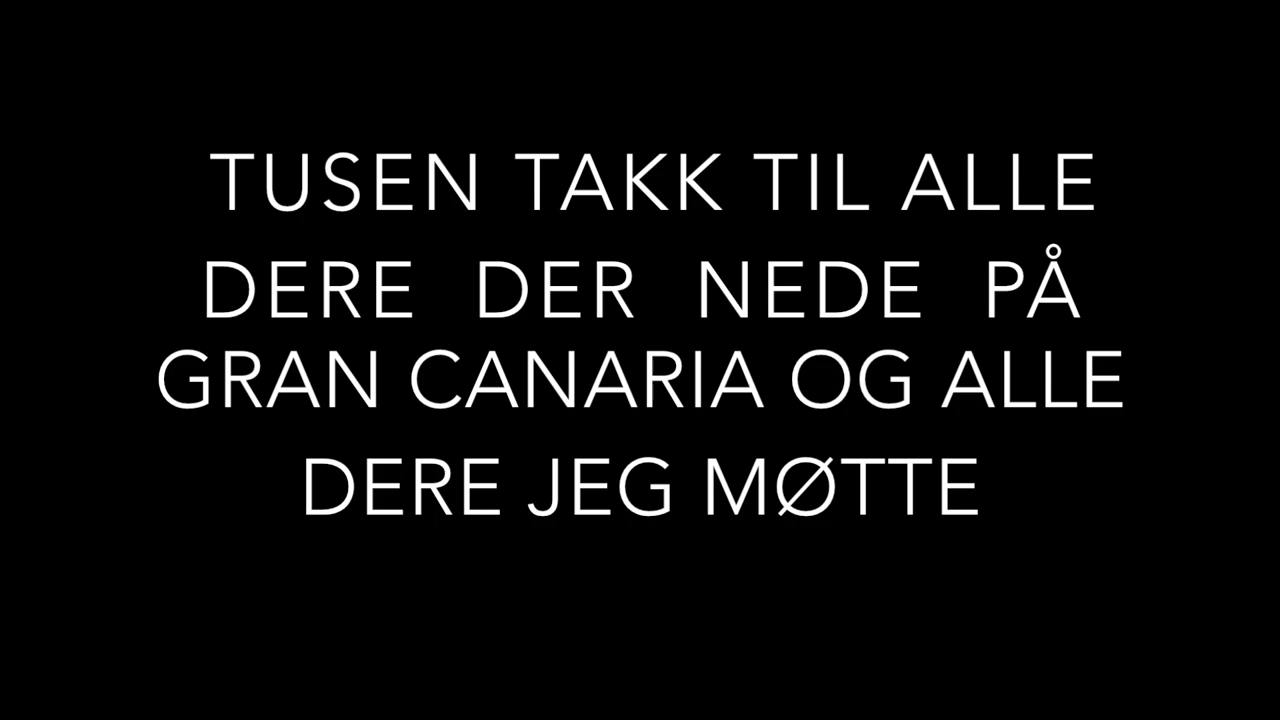 TUSEN TAKK TIL ALLE
DERE DER NEDE PÅ
GRAN CANARIA OG ALLE
DERE JEG MØTTE